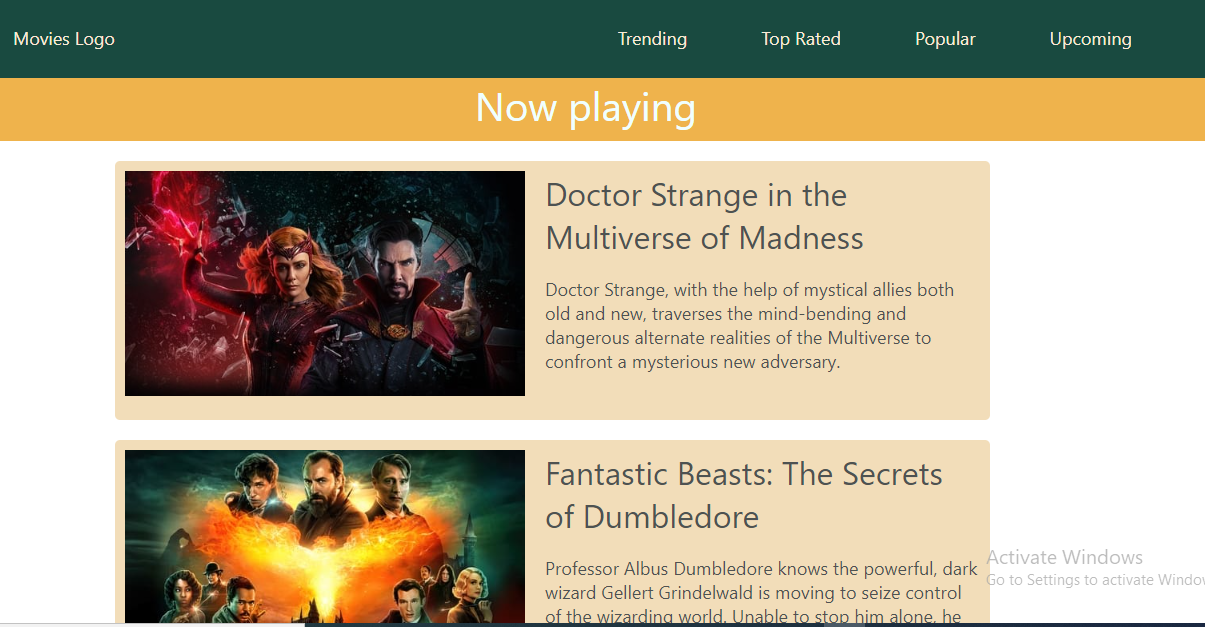 Movies Logo
Trending
Top Rated
Popular
Upcoming
Now playing
Doctor Strange in the
Multiverse of Madness
Doctor Strange, with the help of mystical allies both
old and new, traverses the mind-bending and
dangerous alternate realities of the Multiverse to
confront a mysterious new adversary.
Fantastic Beasts: The Secrets
of Dumbledore
Professor Albus Dumbledore knows the powerful, dark
wizard Gellert Grindelwald is moving to seize control
of the wizarding world. Unable to stop him alone, he
Activate Windows
Go to Settings to activate Windo